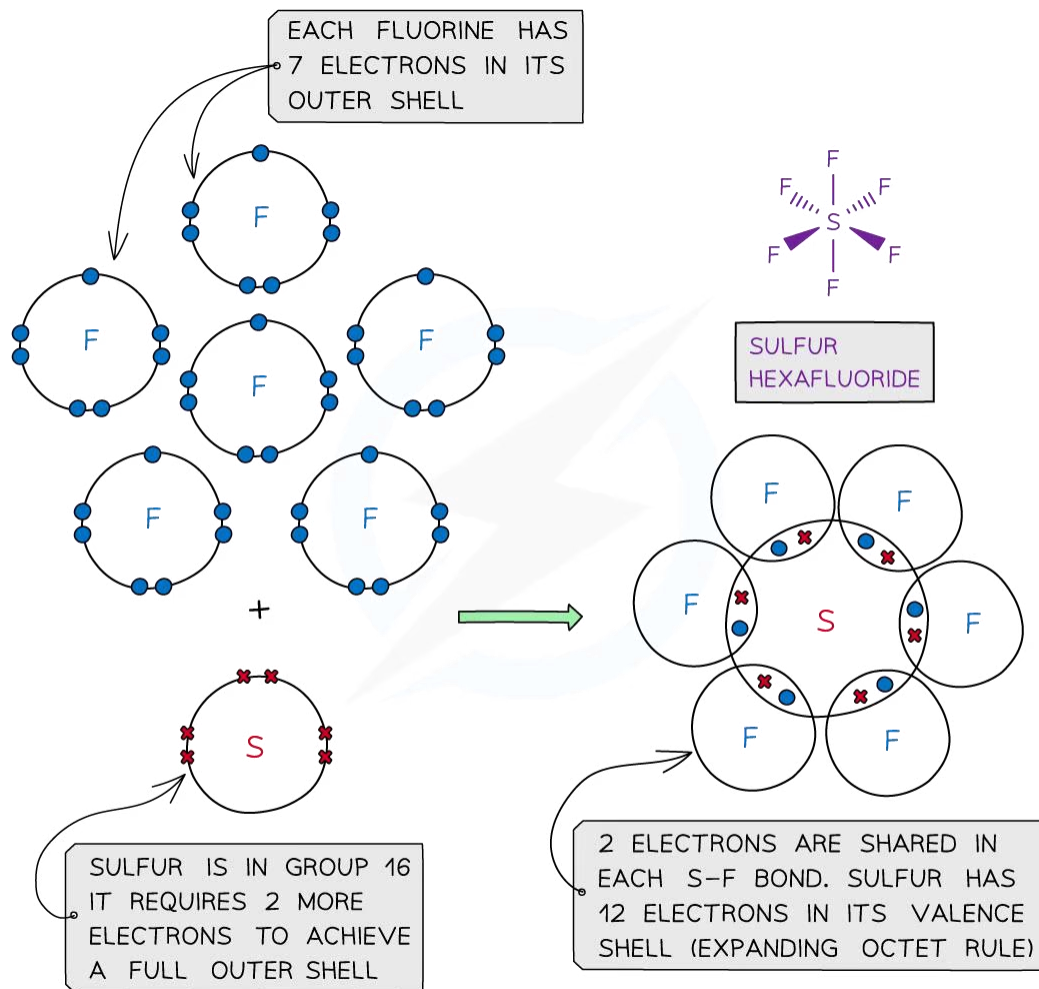 EACH FLUORINE HAS
7 ELECTRONS IN ITS
OUTER SHELL
F
F
F
F
F
F
+
S
SULFUR IS IN GROUP 16
IT REQUIRES 2 MORE
ELECTRONS TO ACHIEVE
A FULL OUTER SHELL
F
F F
S
F F
F
SULFUR
HEXAFLUORIDE
F F
F S F
F F
2 ELECTRONS ARE SHARED IN
EACH S-F BOND. SULFUR HAS
12 ELECTRONS IN ITS VALENCE
SHELL (EXPANDING OCTET RULE)